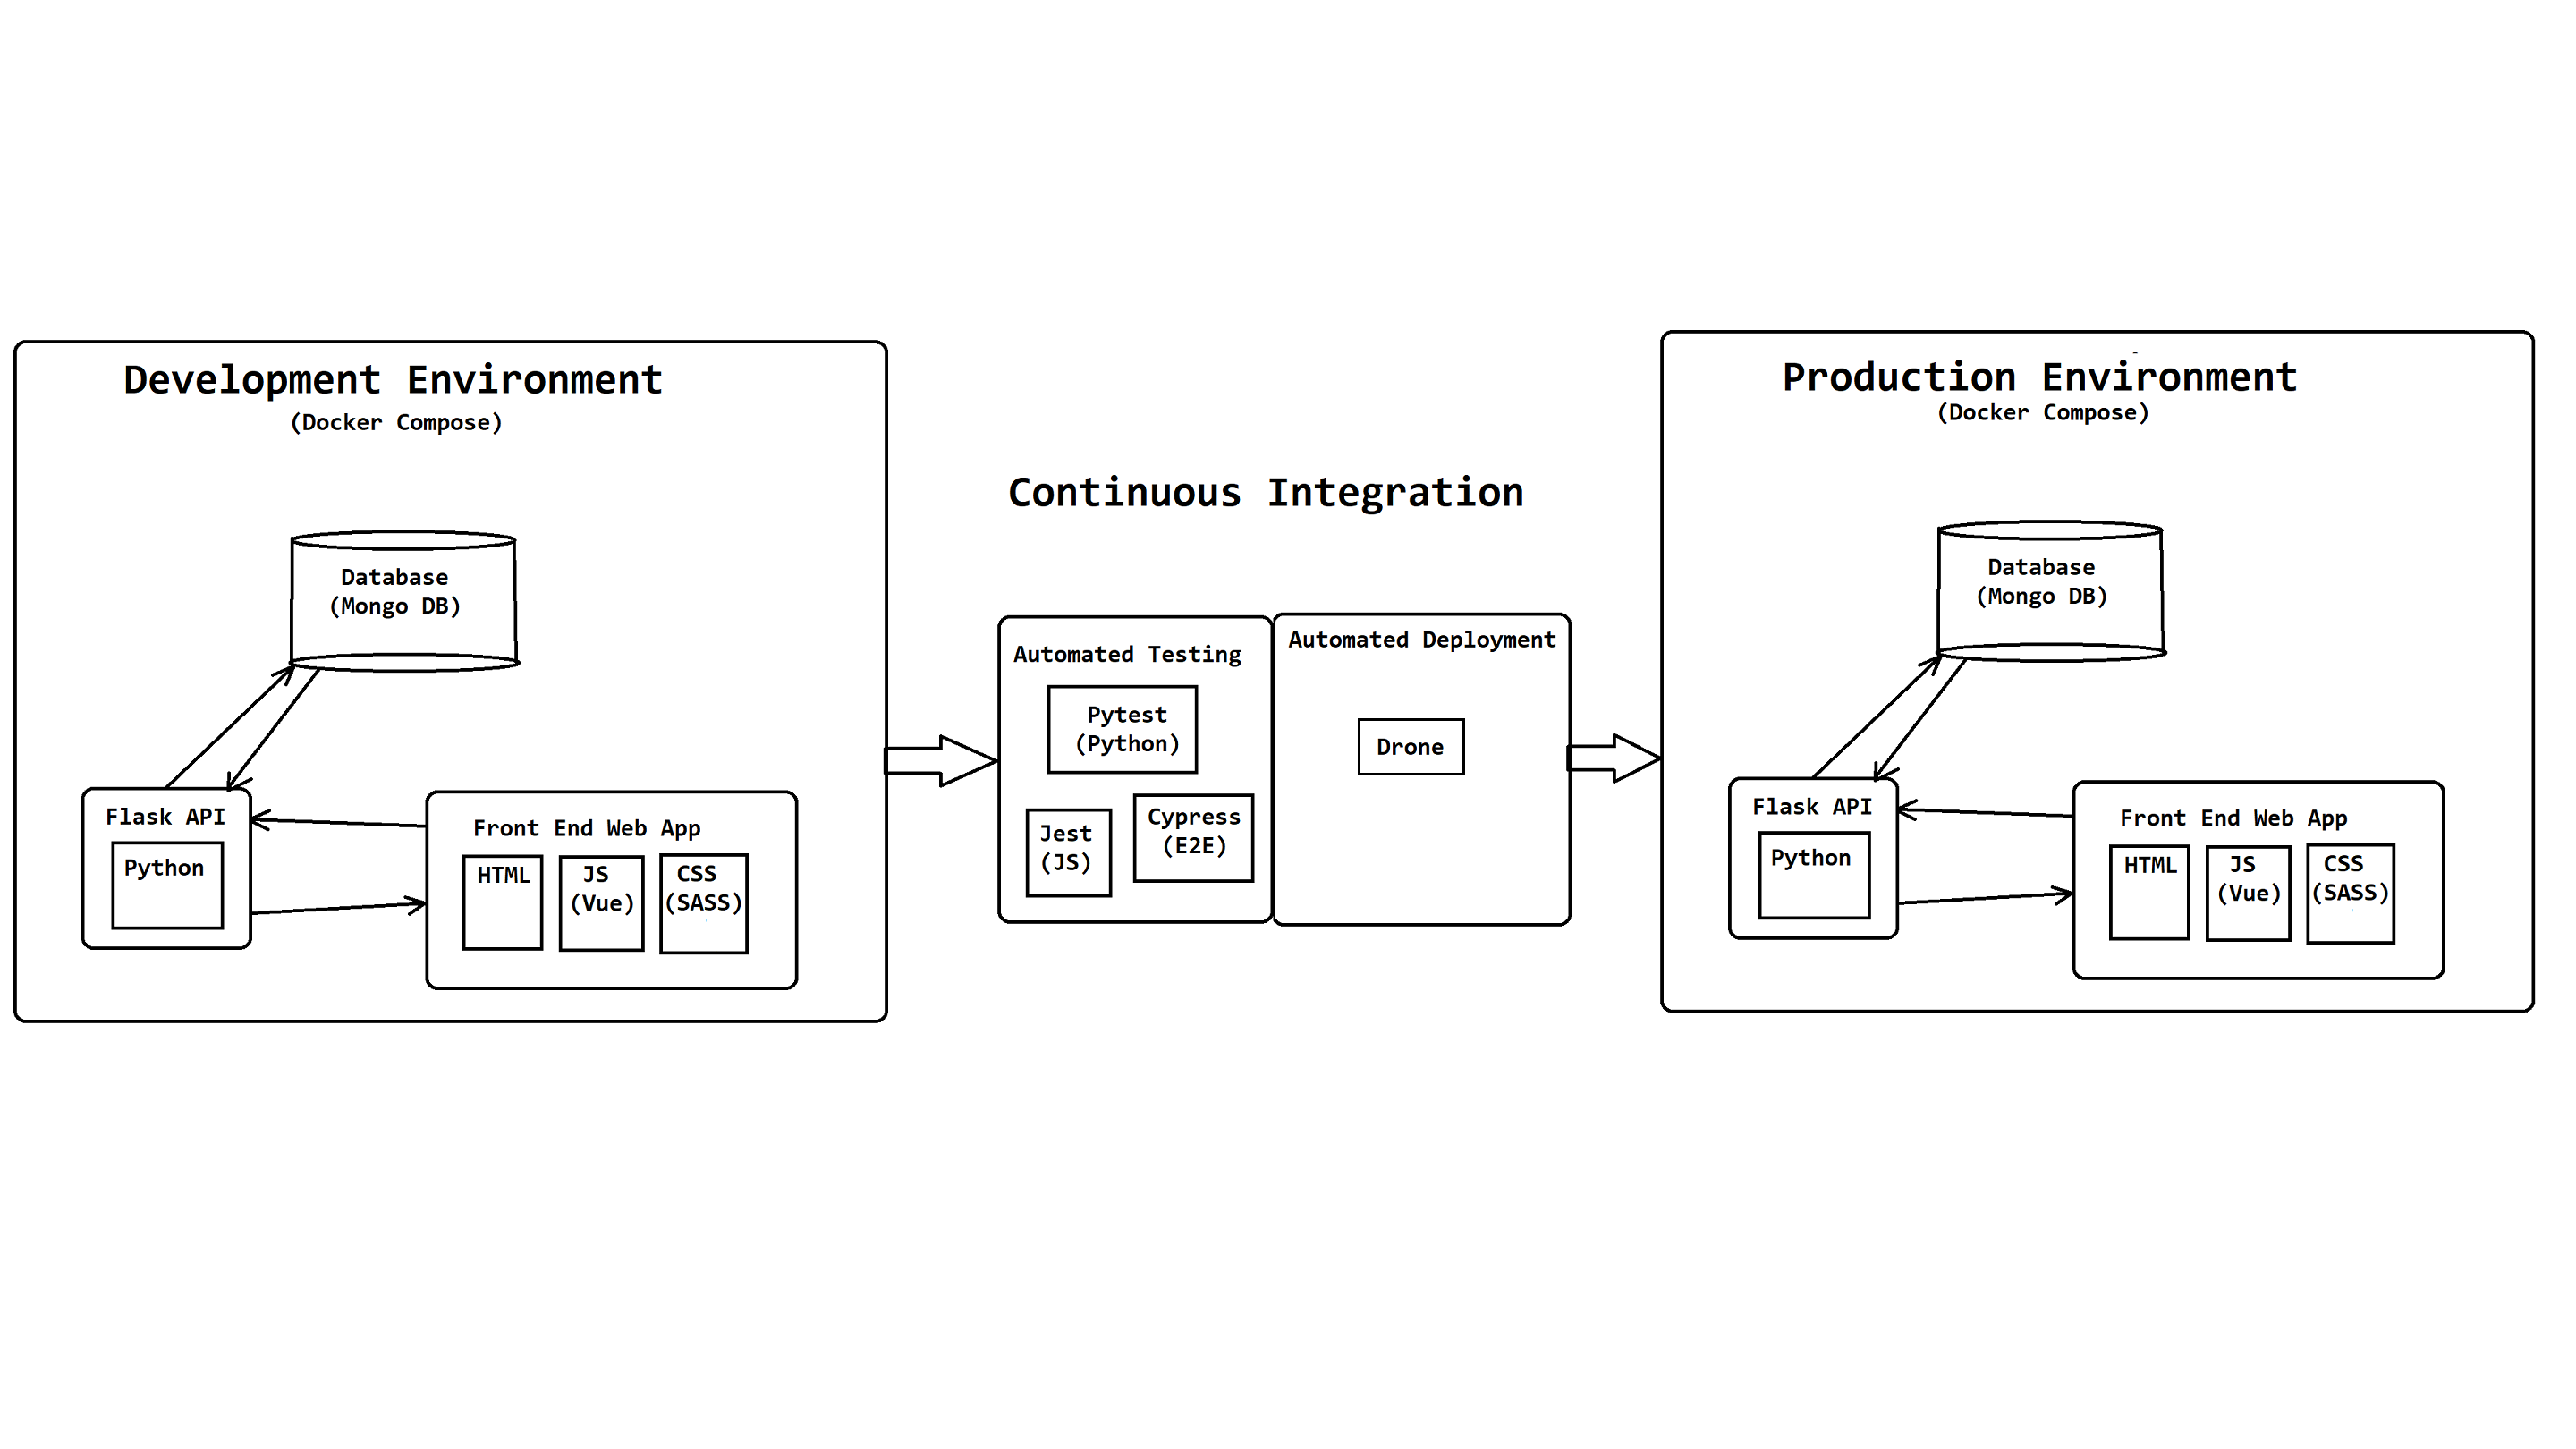 Development Environment
(Docker Compose)
Database
(Mongo DB)
Flask API
Python
Front End Web App
HTML
JS
(Vue)
CSS
(SASS)
Continuous Integration
Automated Testing
Pytest
(Python)
Jest
(JS)
Cypress
(E2E)
Automated Deployment
Drone
Production Environment
(Docker Compose)
Database
(Mongo DB)
Flask API
Python
Front End Web App
HTML
JS
(Vue)
CSS
(SASS)